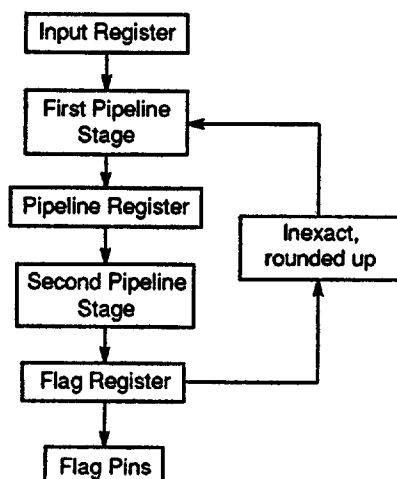 Input Register
First Pipeline
Stage
Pipeline Register
Inexact,
rounded up
Second Pipeline
Stage
Flag Register
Flag Pins